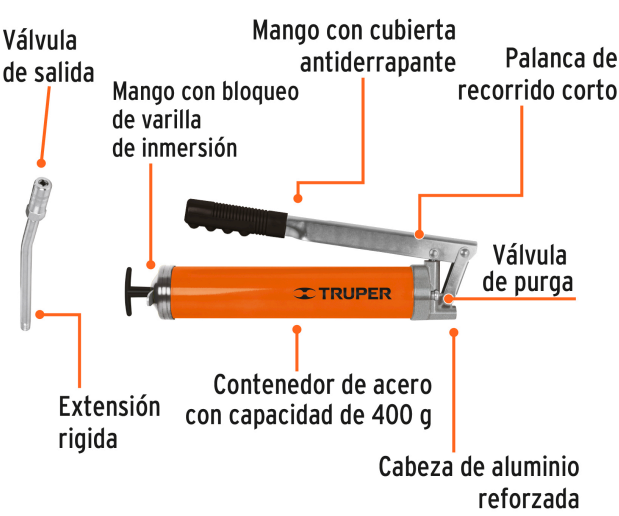 Válvula
de salida
Mango con cubierta
antiderrapante
Palanca de
recorrido corto
Mango con bloqueo
de varilla
de inmersión
Válvula
de purga
TRUPER
Contenedor de acero
con capacidad de 400 g
Extensión
rigida
Cabeza de aluminio
reforzada